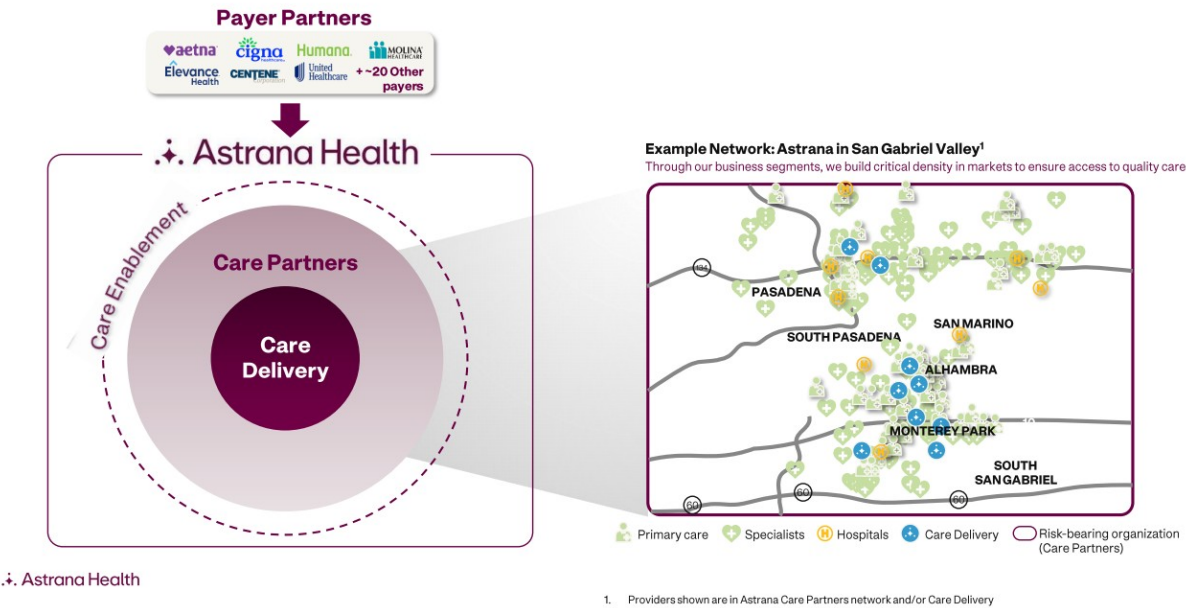 Payer Partners
aetna
cigna
healthcare
Humana
MOLINA
HEALTHCARE
Elevance
Health
CENTENE
Corporation
United
Healthcare
+ ~20 Other
payers
Astrana Health
Care Enablement
Care Partners
Care
Delivery
Example Network: Astrana in San Gabriel Valley1
Through our business segments, we build critical density in markets to ensure access to quality care
134
PASADENA
SOUTH PASADENA
SAN MARINO
ALHAMBRA
10
MONTEREY PARK
SOUTH
SAN GABRIEL
60
60
60
Primary care
Specialists
H Hospitals
Care Delivery
Risk-bearing organization
(Care Partners)
Astrana Health
1. Providers shown are in Astrana Care Partners network and/or Care Delivery